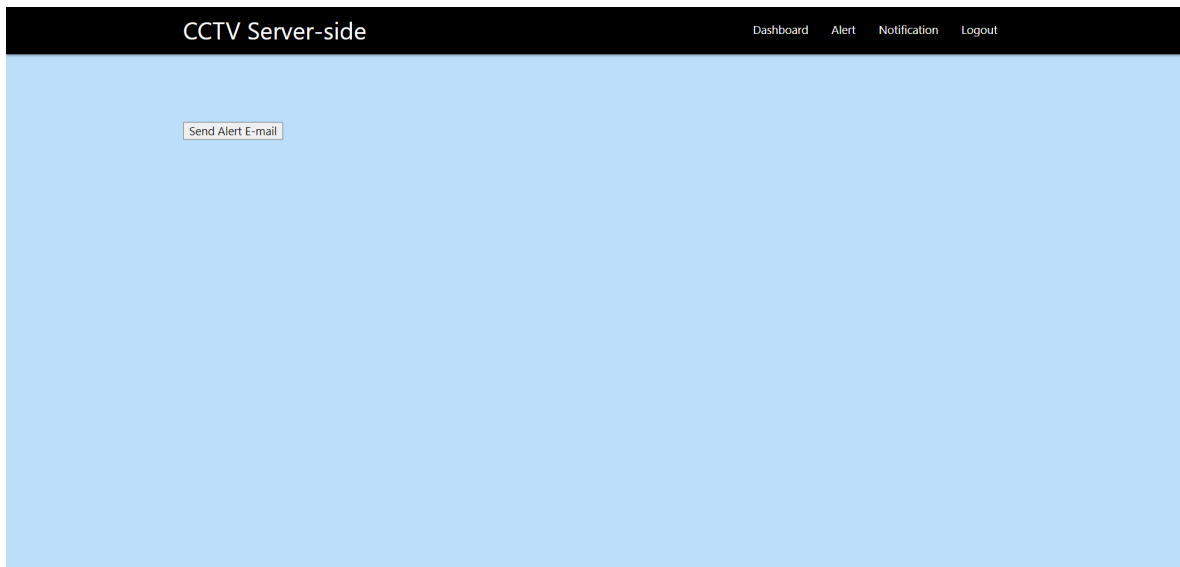 CCTV Server-side
Dashboard Alert Notification Logout
Send Alert E-mail